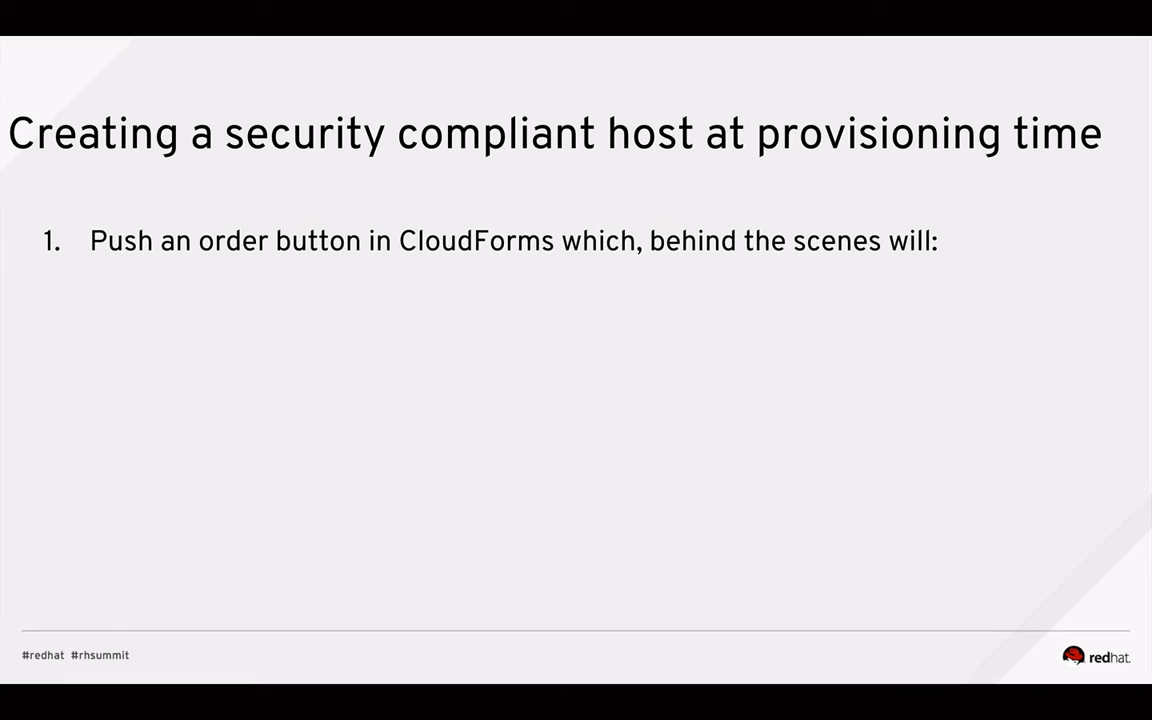 Creating a security compliant host at provisioning time
1. Push an order button in CloudForms which, behind the scenes will:
#redhat #rhsummit
redhat.